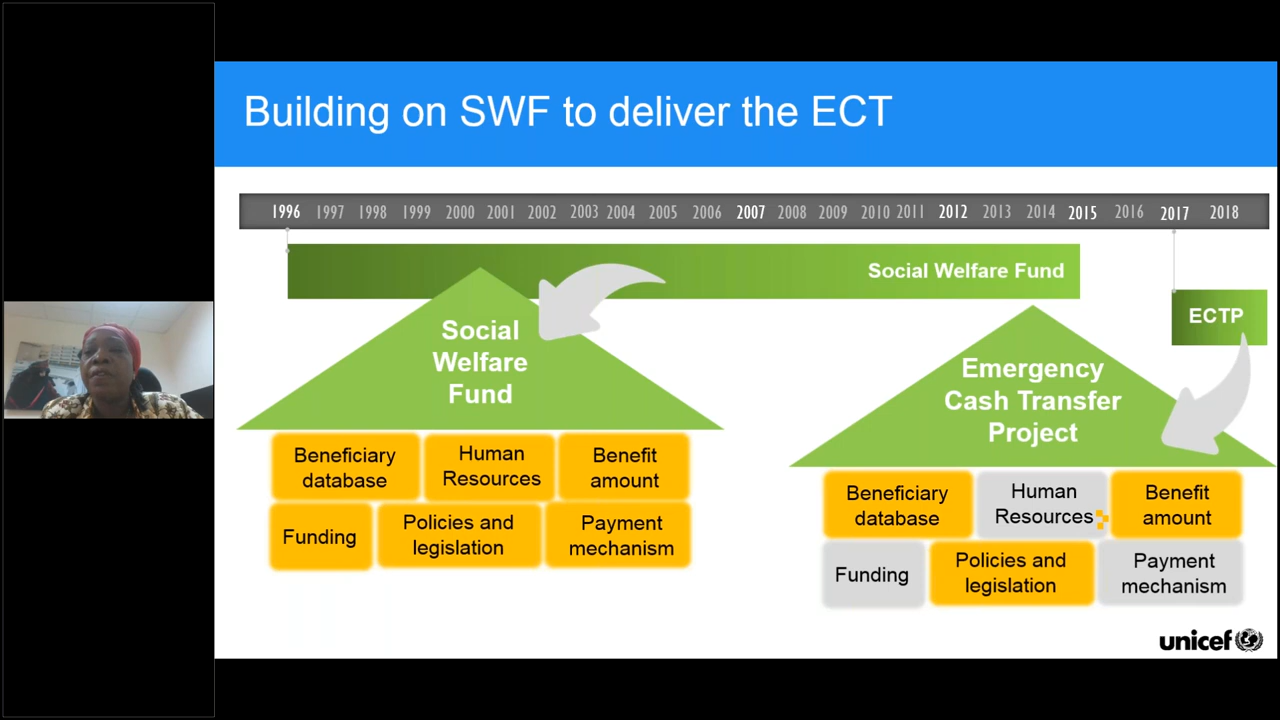 Building on SWF to deliver the ECT
1996 1997 1998 1999 2000 2001 2002 2003 2004 2005 2006 2007 2008 2009 2010 2011 2012 2013 2014 2015 2016 2017 2018
Social Welfare Fund
ECTP
Social
Welfare
Fund
Beneficiary
database
Human
Resources
Benefit
amount
Funding
Policies and
legislation
Payment
mechanism
Emergency
Cash Transfer
Project
Beneficiary
database
Human
Resources
Benefit
amount
Funding
Policies and
legislation
Payment
mechanism
unicef